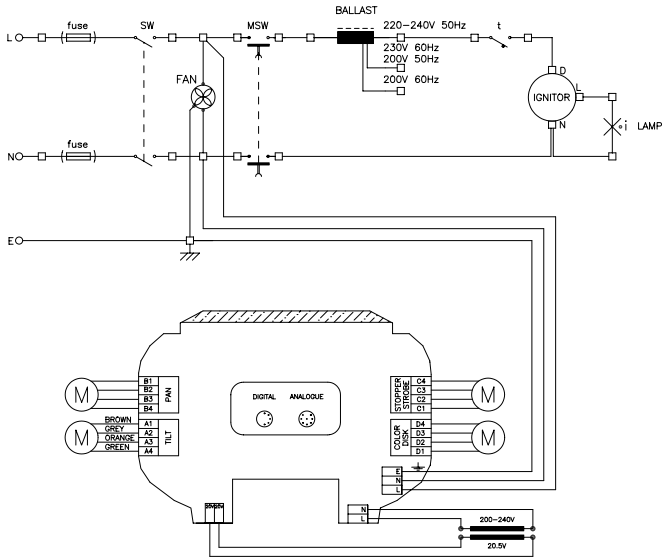 BALLAST
fuse SW MSW 220-240V 50Hz t
L
230V 60Hz
200V 50Hz
FAN 200V 60Hz
D
L
IGNITOR
N
i LAMP
fuse
N
E
B1
B2
B3
B4
PAN
BROWN A1
GREY A2
ORANGE A3
GREEN A4
TILT
M
M
DIGITAL ANALOGUE
STOPPER
STROBE
C4
C3
C2
C1
M
COLOR
DISK
D4
D3
D2
D1
M
E
N
L
N
L
200-240V
20.5V